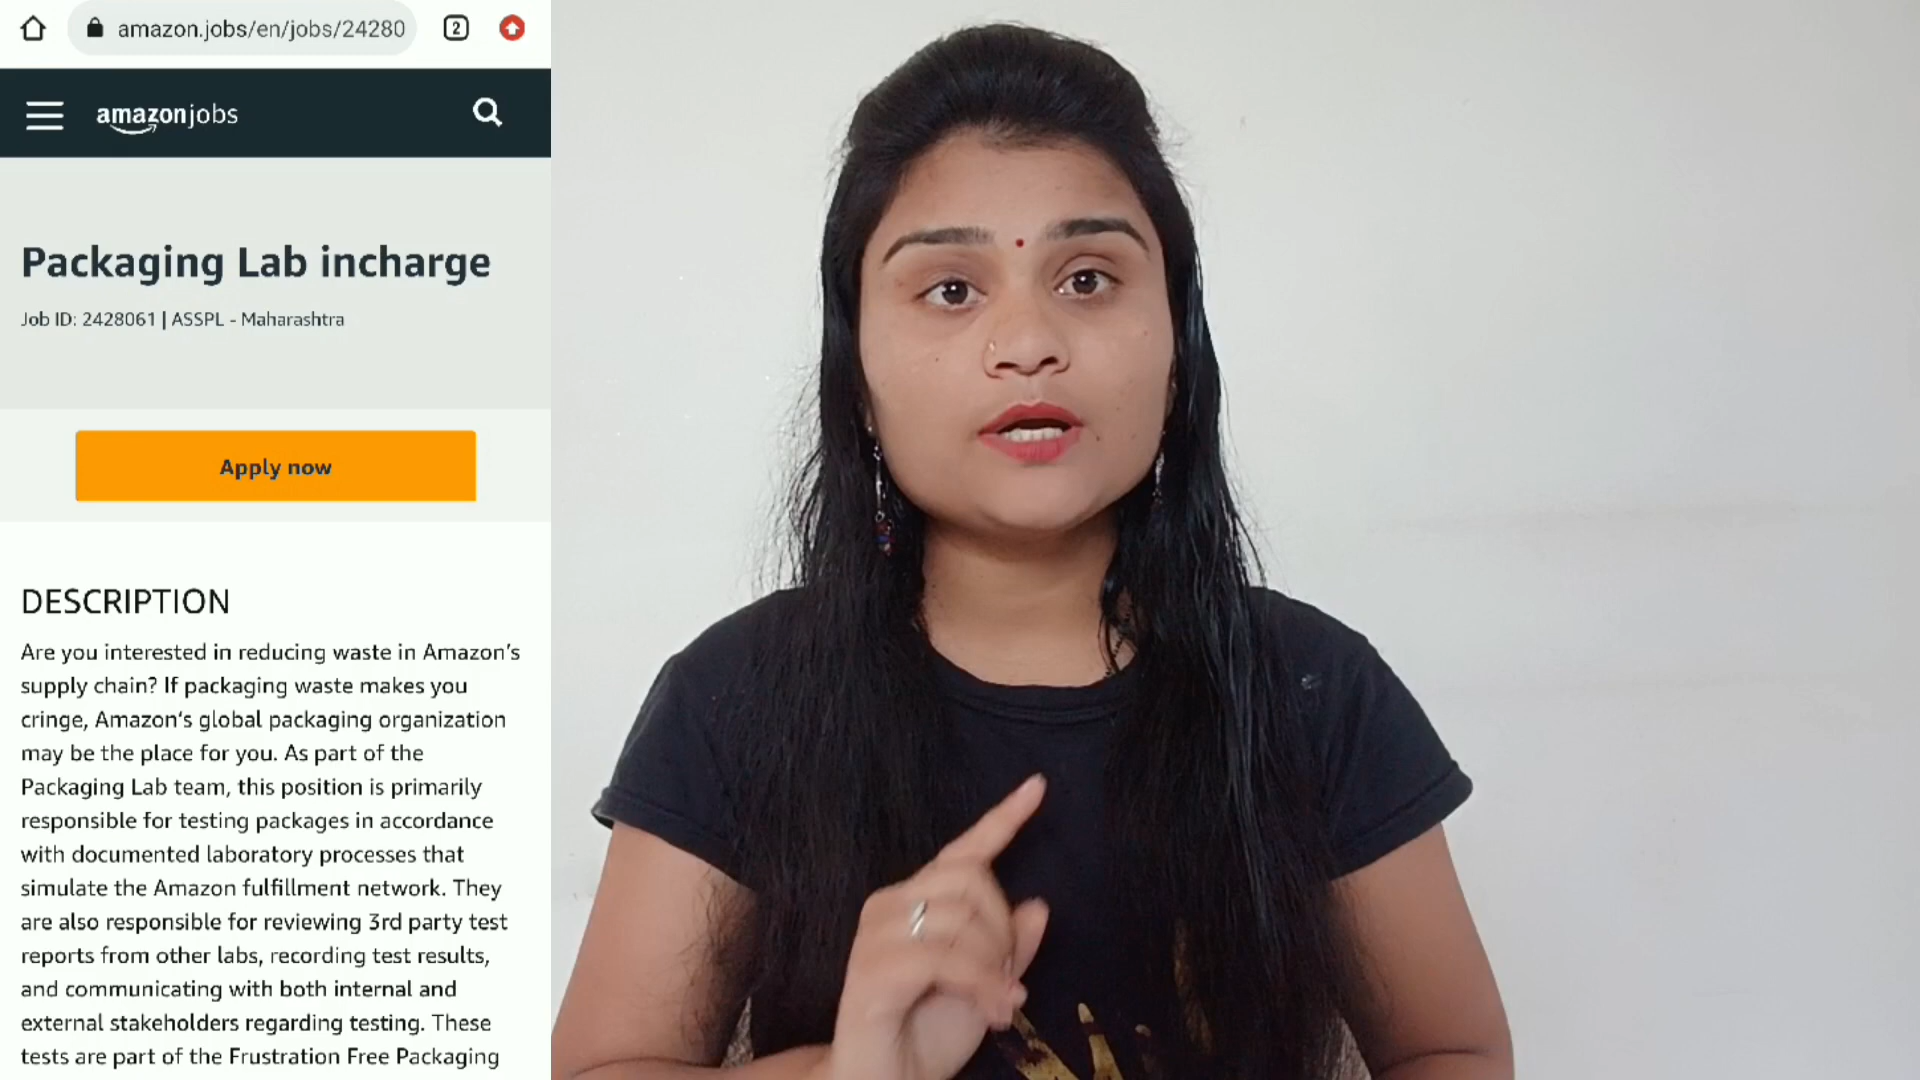 amazon.jobs/en/jobs/24280
2
amazonjobs
Packaging Lab incharge
Job ID: 2428061 | ASSPL - Maharashtra
Apply now
DESCRIPTION
Are you interested in reducing waste in Amazon's
supply chain? If packaging waste makes you
cringe, Amazon's global packaging organization
may be the place for you. As part of the
Packaging Lab team, this position is primarily
responsible for testing packages in accordance
with documented laboratory processes that
simulate the Amazon fulfillment network. They
are also responsible for reviewing 3rd party test
reports from other labs, recording test results,
and communicating with both internal and
external stakeholders regarding testing. These
tests are part of the Frustration Free Packaging